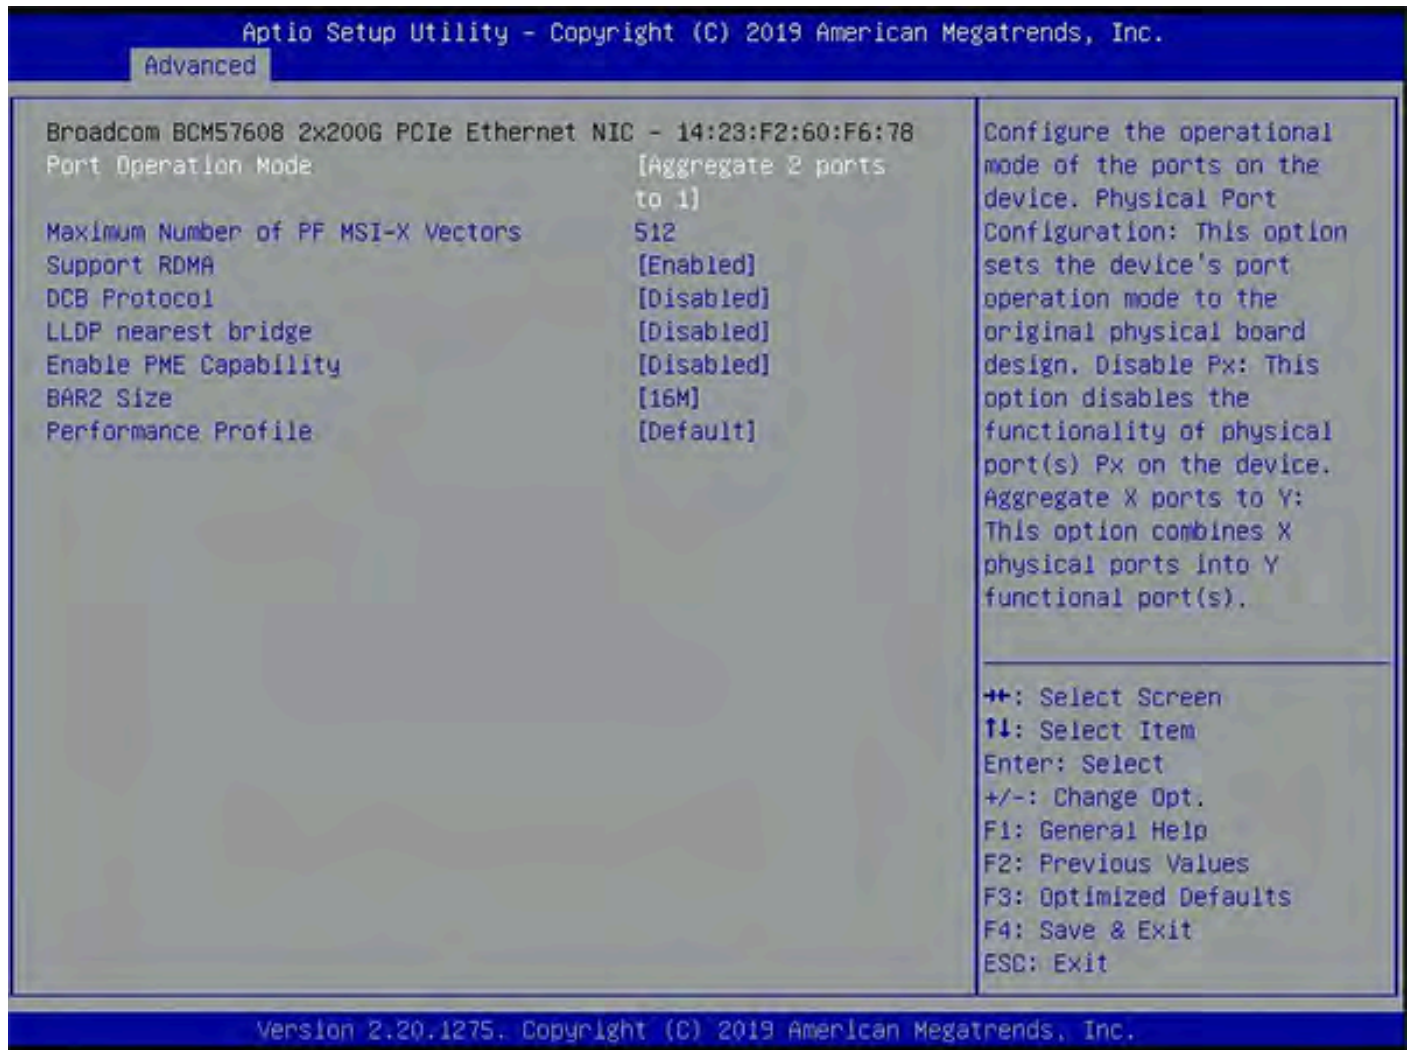 Aptio Setup Utility - Copyright (C) 2019 American Megatrends, Inc.
Advanced
Broadcom BCM57608 2x200G PCIe Ethernet NIC - 14:23:F2:60:F6:78
Port Operation Mode [Aggregate 2 ports
to 1]
Maximum Number of PF MSI-X Vectors 512
Support RDMA [Enabled]
DCB Protocol [Disabled]
LLDP nearest bridge [Disabled]
Enable PME Capability [Disabled]
BAR2 Size [16M]
Performance Profile [Default]
Configure the operational
mode of the ports on the
device. Physical Port
Configuration: This option
sets the device's port
operation mode to the
original physical board
design. Disable Px: This
option disables the
functionality of physical
port(s) Px on the device.
Aggregate X ports to Y:
This option combines X
physical ports into Y
functional port(s).
→←: Select Screen
↑↓: Select Item
Enter: Select
+/-: Change Opt.
F1: General Help
F2: Previous Values
F3: Optimized Defaults
F4: Save & Exit
ESC: Exit
Version 2.20.1275. Copyright (C) 2019 American Megatrends, Inc.